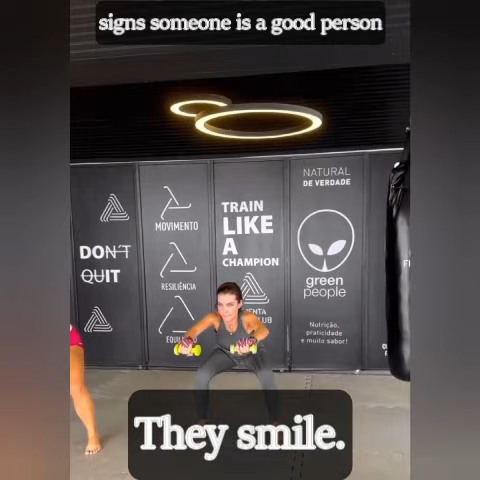 signs someone is a good person
NATURAL
DE VERDADE
MOVIMENTO
TRAIN
LIKE
A
CHAMPION
DON'T
QUIT
RESILIÊNCIA
green
people
Nutrição,
praticidade
e muito sabor!
They smile.